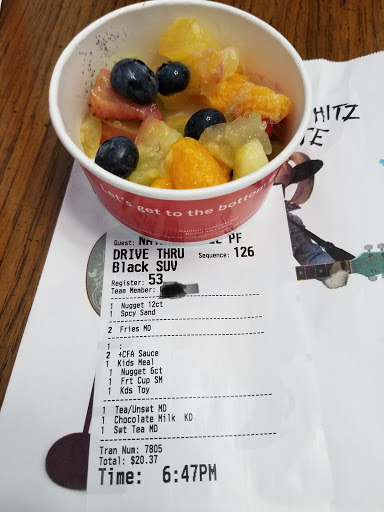 HITZ
TE
Let's get to the bottom
Guest: PF
DRIVE THRU Sequence: 126
Black SUV
Register: 53
Team Member:
1 Nugget 12ct
1 Spcy Sand
2 Fries MD
1 :
2 +CFA Sauce
1 Kids Meal
1 Nugget 6ct
1 Frt Cup SM
1 Kds Toy
1 Tea/Unswt MD
1 Chocolate Milk KD
1 Swt Tea MD
Tran Num: 7805
Total: $20.37
Time: 6:47PM